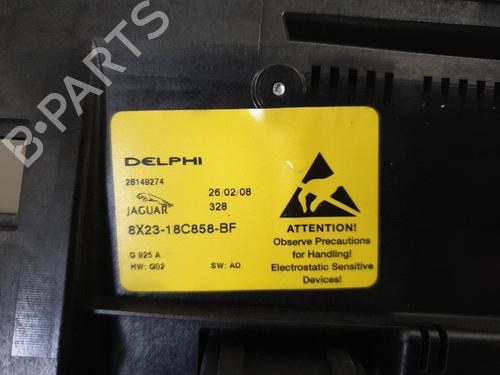 B-PARTS
DELPHI
28149274
26/02/08
JAGUAR
328
8X23-18C858-BF
G 925 A
HW: G02 SW: AD
ATTENTION!
Observe Precautions
for Handling!
Electrostatic Sensitive
Devices!